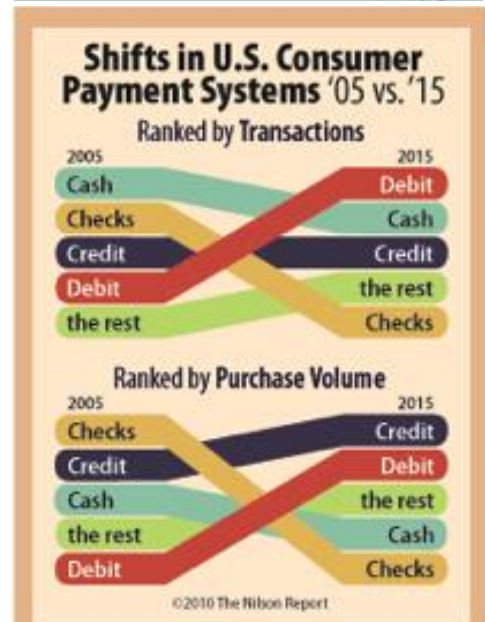 Shifts in U.S. Consumer
Payment Systems '05 vs. '15
Ranked by Transactions
2005 2015
Cash Debit
Checks Cash
Credit Credit
Debit the rest
the rest Checks
Ranked by Purchase Volume
2005 2015
Checks Credit
Credit Debit
Cash the rest
the rest Cash
Debit Checks
©2010 The Nilson Report